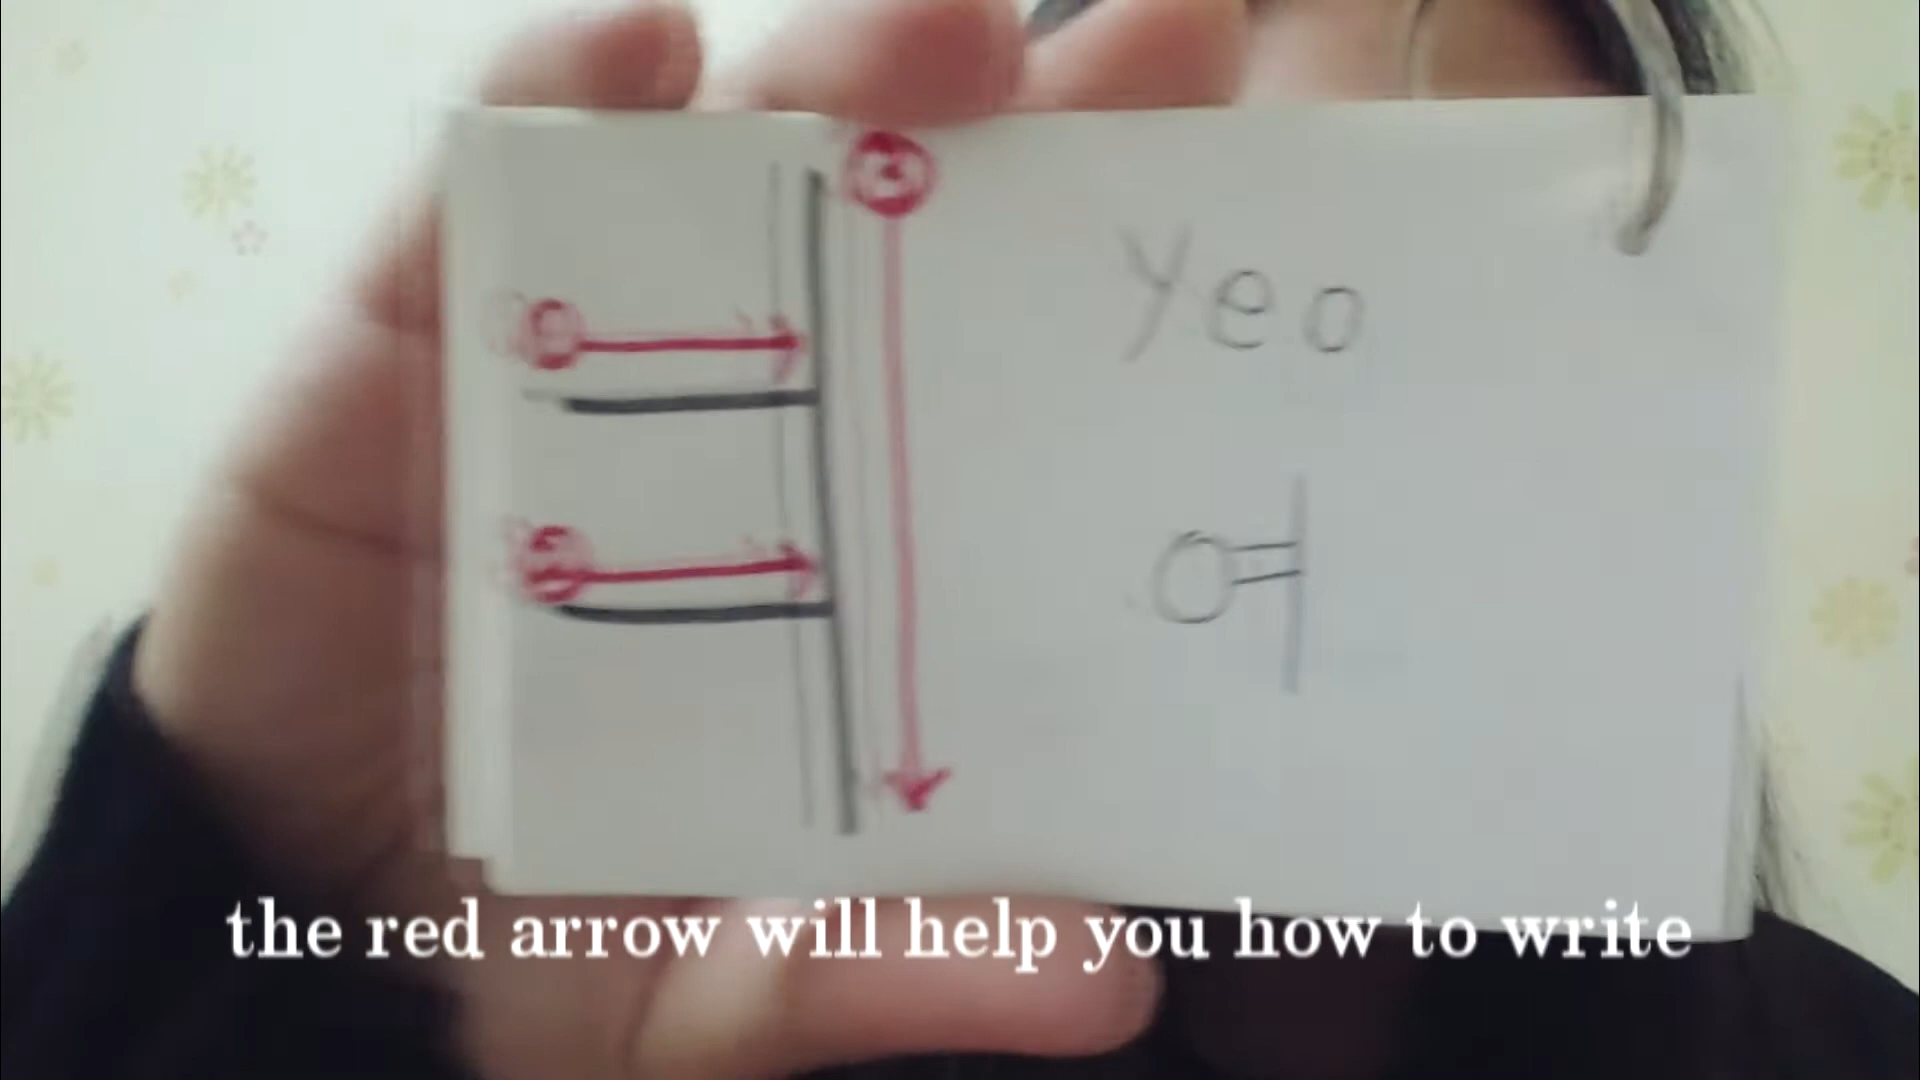 ㅕ
yeo
여
the red arrow will help you how to write